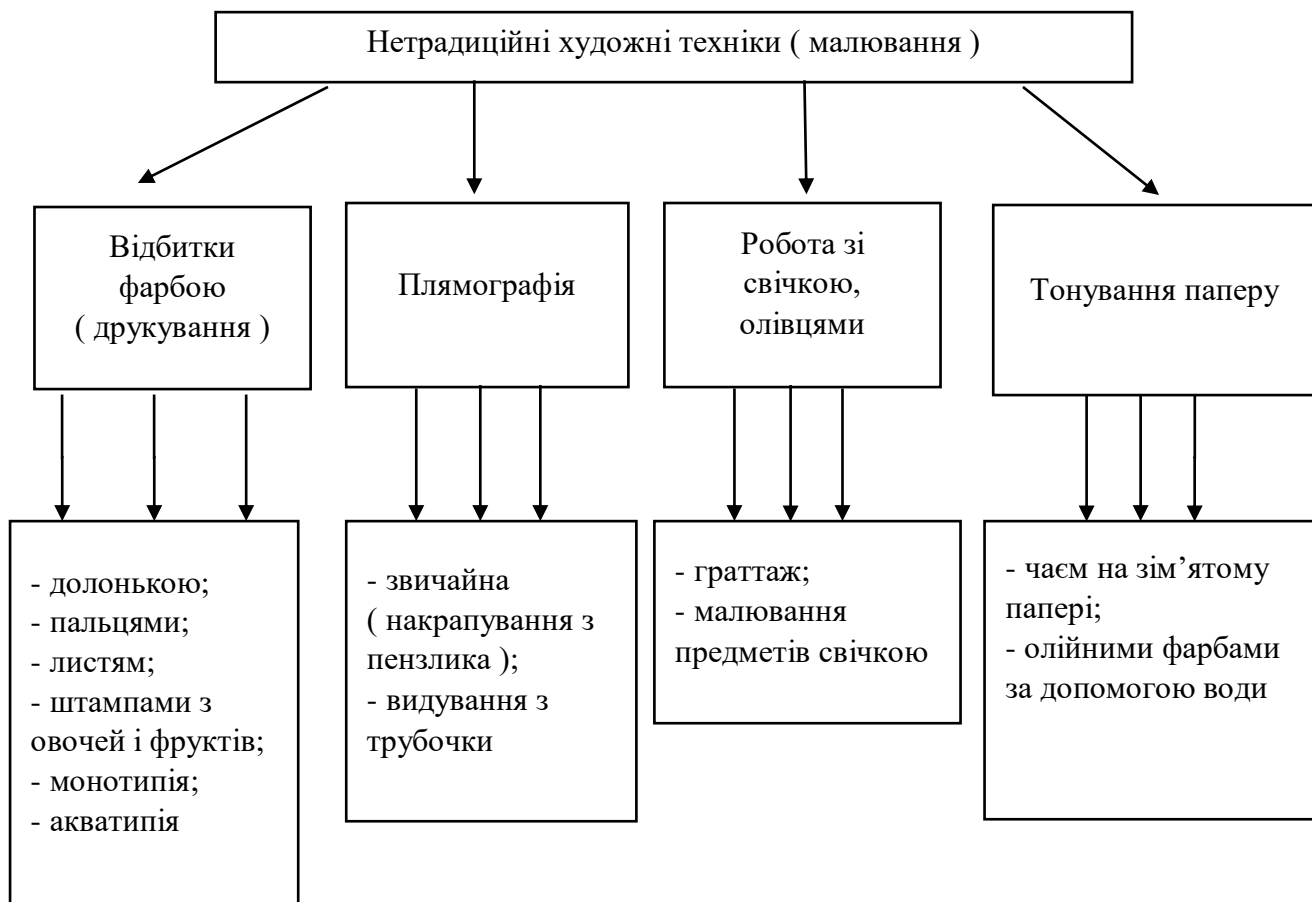 Нетрадиційні художні техніки ( малювання )
Відбитки
фарбою
( друкування )
Плямографія
Робота зі
свічкою,
олівцями
Тонування паперу
- долонькою;
- пальцями;
- листям;
- штампами з
овочей і фруктів;
- монотипія;
- акватипія
- звичайна
( накрапування з
пензлика );
- видування з
трубочки
- граттаж;
- малювання
предметів свічкою
- чаєм на зім’ятому
папері;
- олійними фарбами
за допомогою води